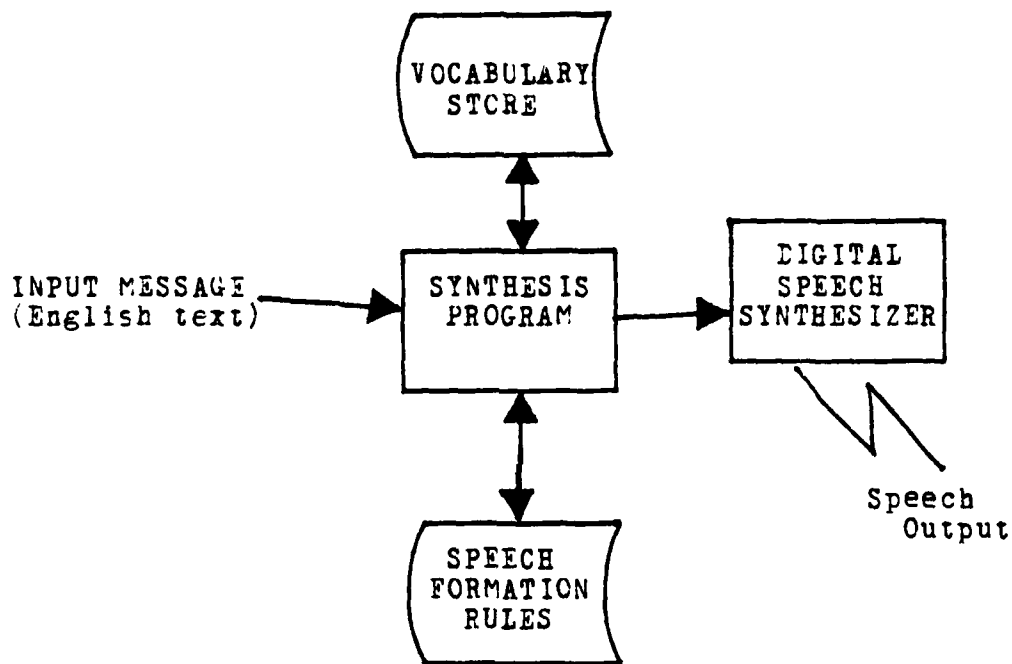 VOCABULARY
STCRE
INPUT MESSAGE
(English text)
SYNTHESIS
PROGRAM
DIGITAL
SPEECH
SYNTHESIZER
Speech
Output
SPEECH
FORMATION
RULES